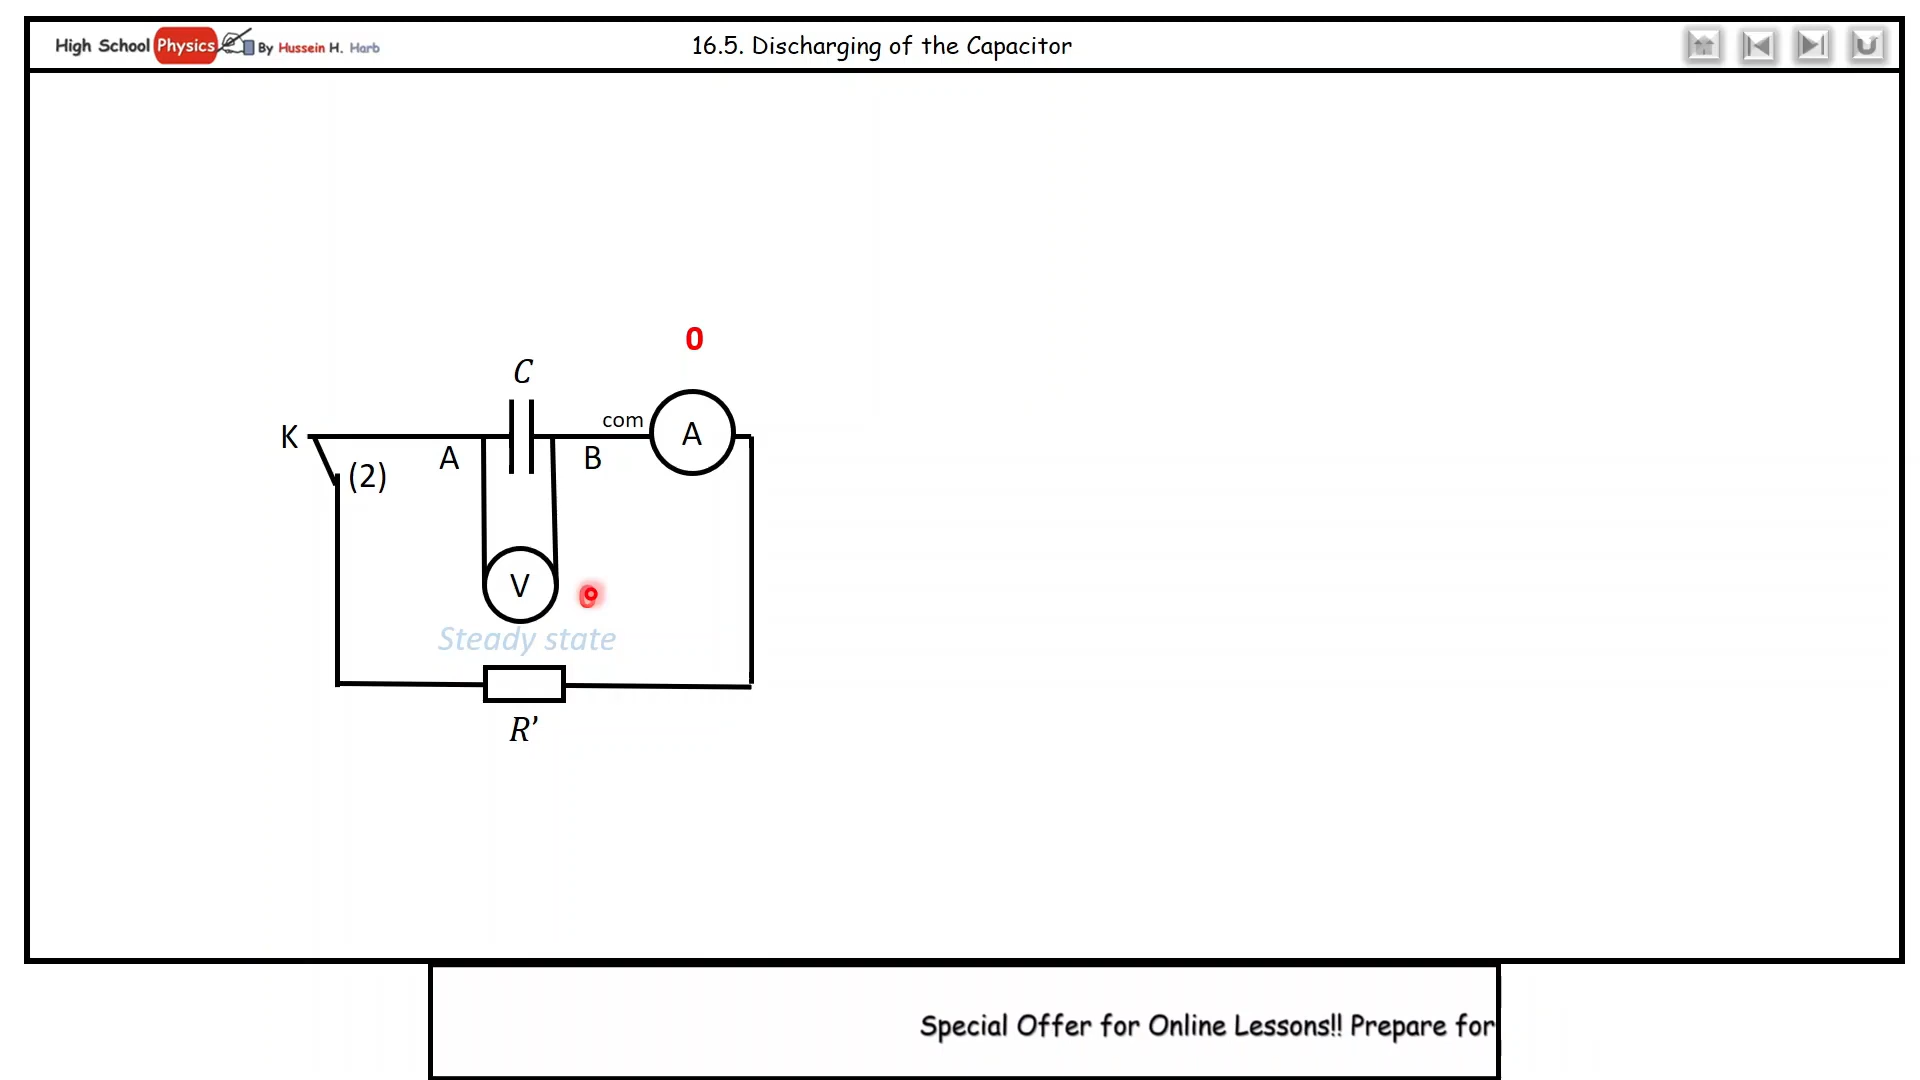 High School Physics By Hussein H. Harb
16.5. Discharging of the Capacitor
0
C
K
com
A
A
B
(2)
V
0
Steady state
R’
Special Offer for Online Lessons!! Prepare for